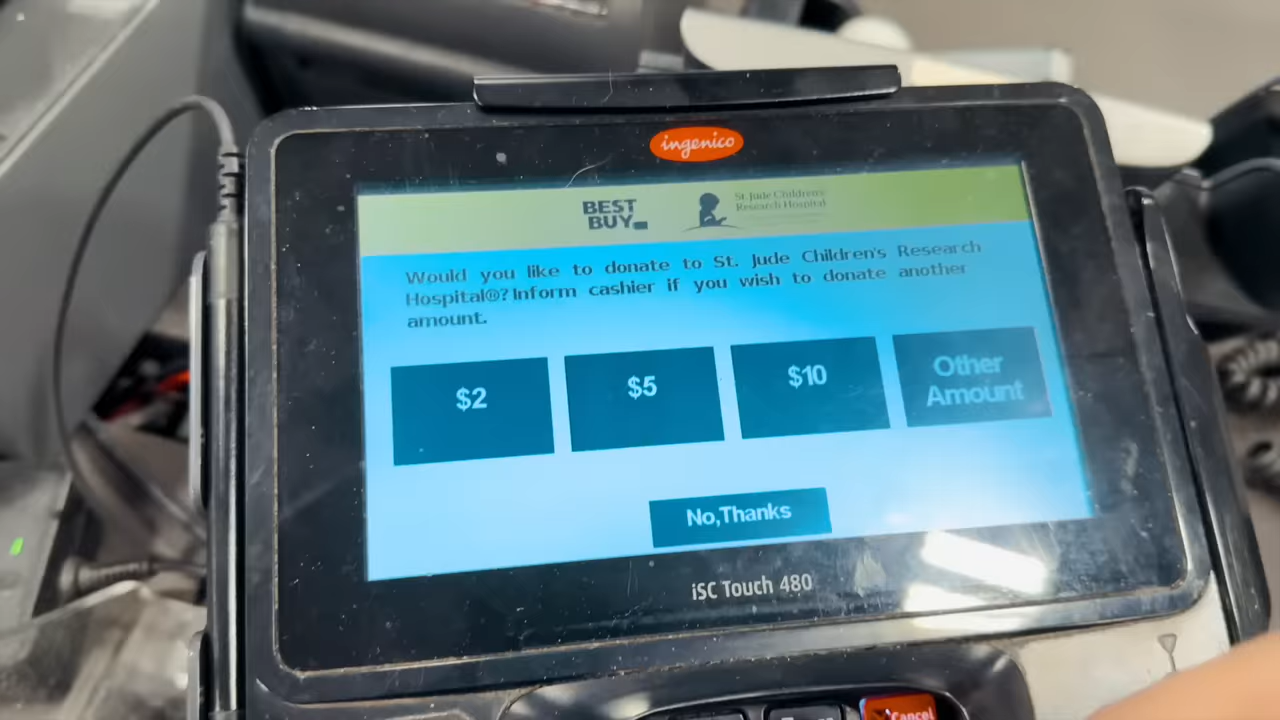 ingenico
BEST
BUY
St. Jude Children's
Research Hospital
Would you like to donate to St. Jude Children's Research
Hospital®? Inform cashier if you wish to donate another
amount.
$2
$5
$10
Other
Amount
No,Thanks
iSC Touch 480
Cancel